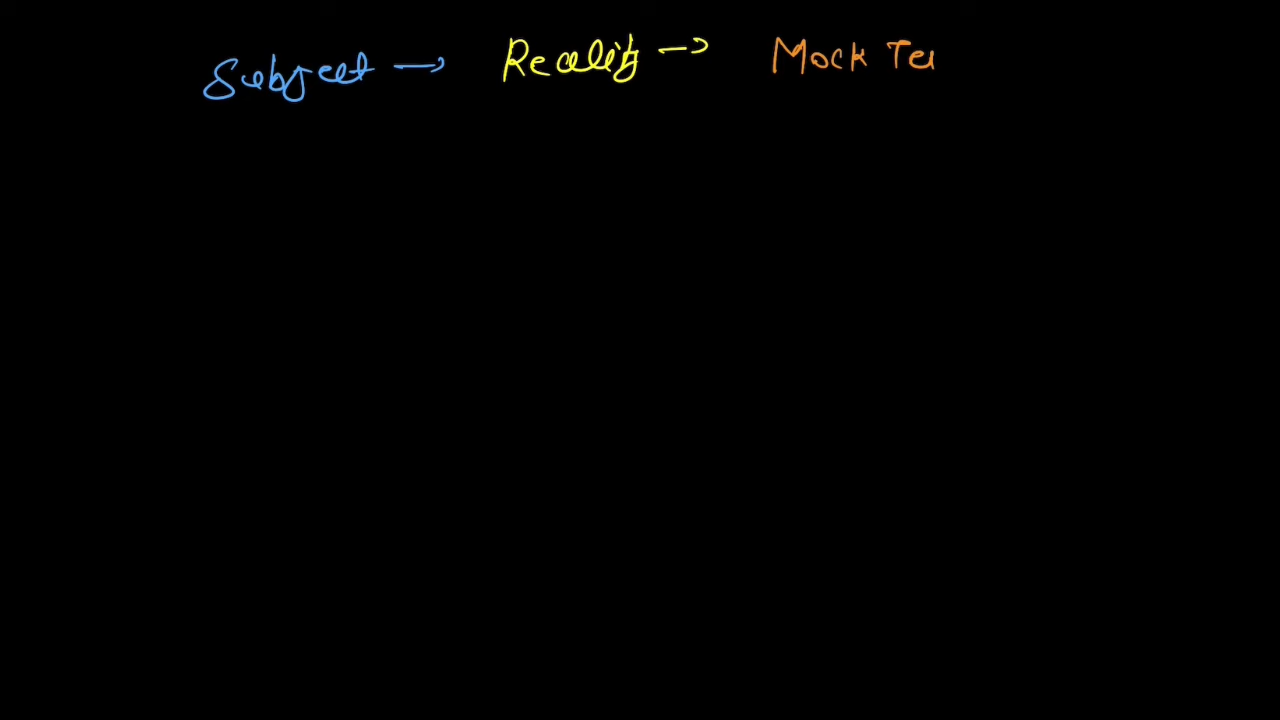 Subject → Reality → Mock Te